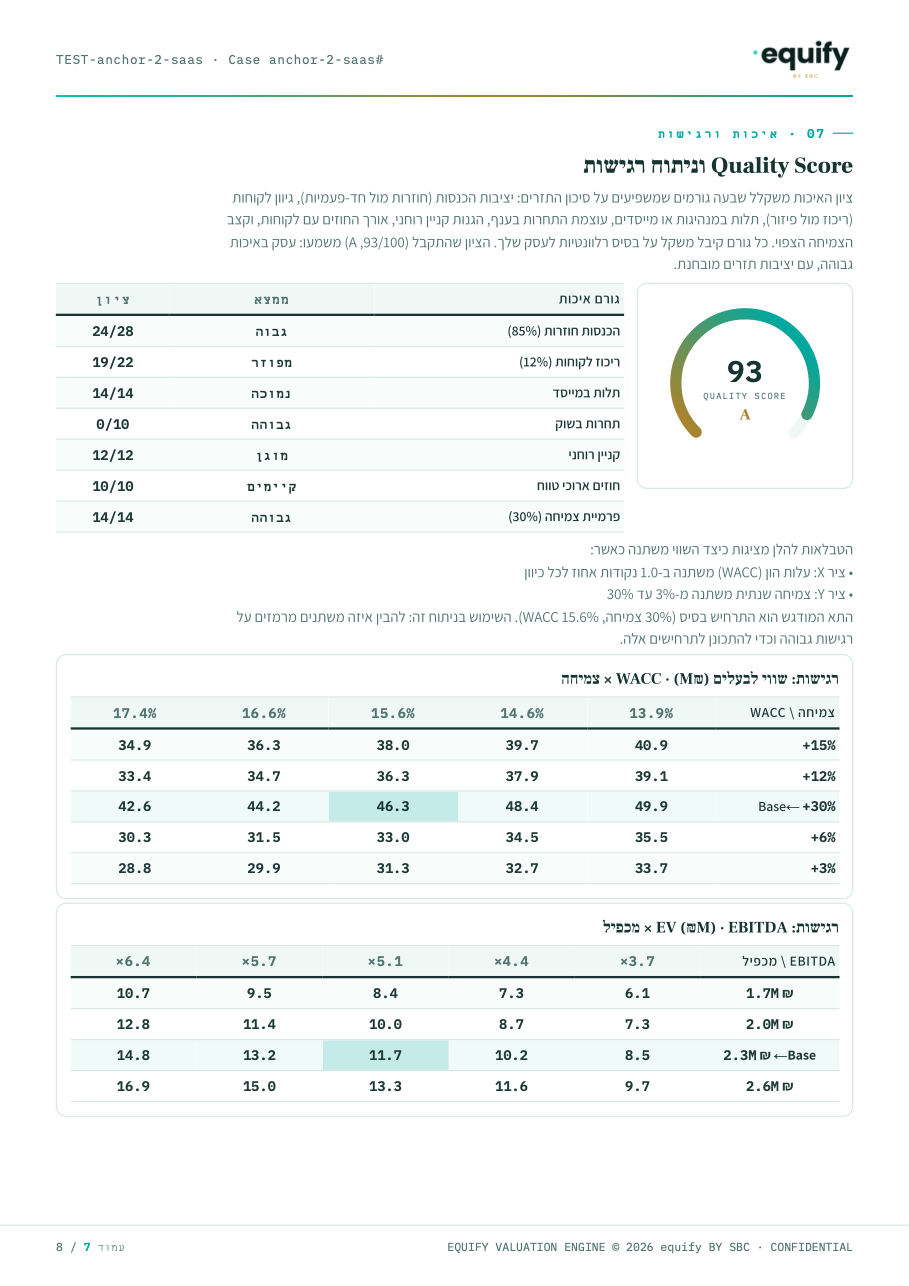 TEST-anchor-2-saas · Case anchor-2-saas#
equify
BY SBC
07 · איכות ורגישות
Quality Score וניתוח רגישות
ציון האיכות משקלל שבעה גורמים שמשפיעים על סיכון התזרים: יציבות הכנסות (חוזרות מול חד-פעמיות), גיוון לקוחות
(ריכוז מול פיזור), תלות במנהיגות או מייסדים, עוצמת התחרות בענף, הגנות קניין רוחני, אורך החוזים עם לקוחות, וקצב
הצמיחה הצפוי. כל גורם קיבל משקל על בסיס רלוונטיות לעסק שלך. הציון שהתקבל (93/100, A) משמעו: עסק באיכות
גבוהה, עם יציבות תזרים מובחנת.
93
QUALITY SCORE
A
גורם איכות ממצא ציון
הכנסות חוזרות (85%) גבוה 24/28
ריכוז לקוחות (12%) מפוזר 19/22
תלות במייסד נמוכה 14/14
תחרות בשוק גבוהה 0/10
קניין רוחני מוגן 12/12
חוזים ארוכי טווח קיימים 10/10
פרמיית צמיחה (30%) גבוהה 14/14
הטבלאות להלן מציגות כיצד השווי משתנה כאשר:
• ציר X: עלות הון (WACC) משתנה ב-1.0 נקודות אחוז לכל כיוון
• ציר Y: צמיחה שנתית משתנה מ-3% עד 30%
התא המודגש הוא התרחיש בסיס (30% צמיחה, WACC 15.6%). השימוש בניתוח זה: להבין איזה משתנים מרמזים על
רגישות גבוהה וכדי להתכונן לתרחישים אלה.
רגישות: שווי לבעלים (₪M) · WACC × צמיחה
צמיחה \ WACC 13.9% 14.6% 15.6% 16.6% 17.4%
+15% 40.9 39.7 38.0 36.3 34.9
+12% 39.1 37.9 36.3 34.7 33.4
+30% ←Base 49.9 48.4 46.3 44.2 42.6
+6% 35.5 34.5 33.0 31.5 30.3
+3% 33.7 32.7 31.3 29.9 28.8
רגישות: EV (₪M) · EBITDA × מכפיל
EBITDA \ מכפיל ×3.7 ×4.4 ×5.1 ×5.7 ×6.4
₪ 1.7M 6.1 7.3 8.4 9.5 10.7
₪ 2.0M 7.3 8.7 10.0 11.4 12.8
₪ 2.3M ←Base 8.5 10.2 11.7 13.2 14.8
₪ 2.6M 9.7 11.6 13.3 15.0 16.9
EQUIFY VALUATION ENGINE © 2026 equify BY SBC · CONFIDENTIAL
עמוד 7 / 8